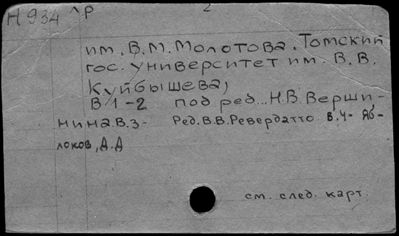 Н 934 ^р 2
им. В.М. Молотова. Томский
гос. университет им. В.В.
Куйбышева)
В 1-2 под ред... Н.В. Верши-
нина. В.3- Ред. В.В. Ревердатто В.4- Яб-
локов, Д.Д
см. след. карт.